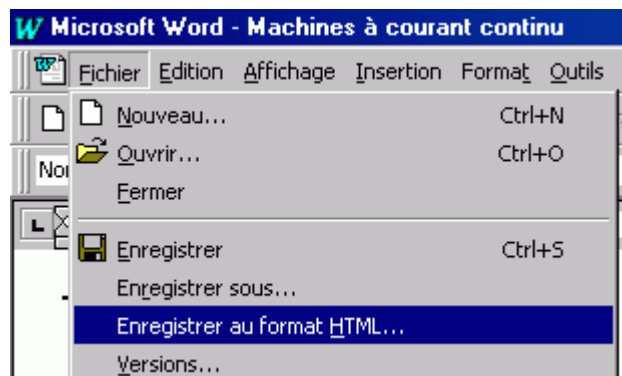 Microsoft Word - Machines à courant continu
Fichier Edition Affichage Insertion Format Outils
Nouveau... Ctrl+N
Ouvrir... Ctrl+O
Fermer
Enregistrer Ctrl+S
Enregistrer sous...
Enregistrer au format HTML...
Versions...